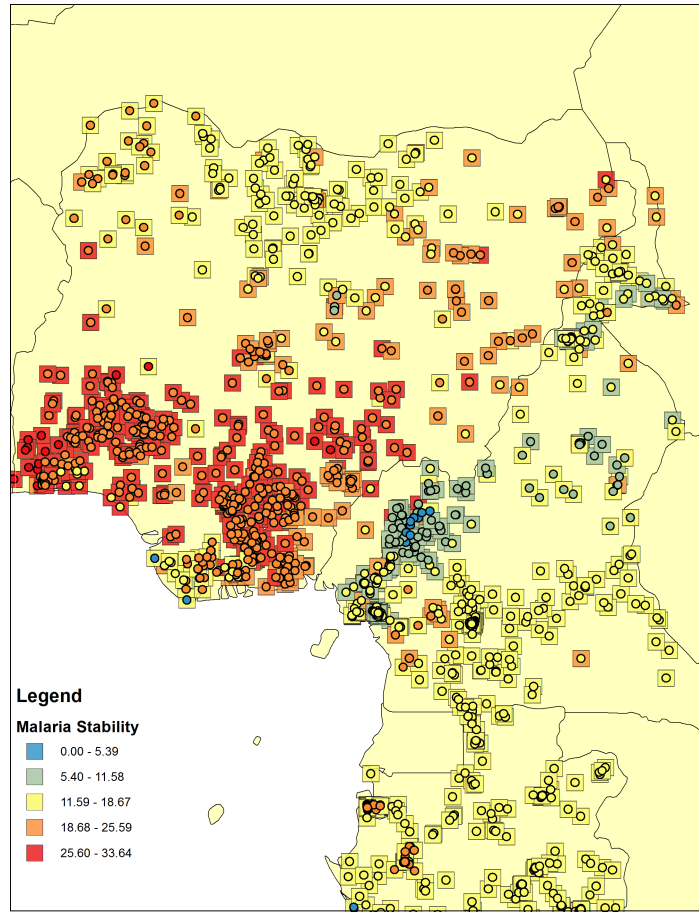 Legend
Malaria Stability
0.00 - 5.39
5.40 - 11.58
11.59 - 18.67
18.68 - 25.59
25.60 - 33.64